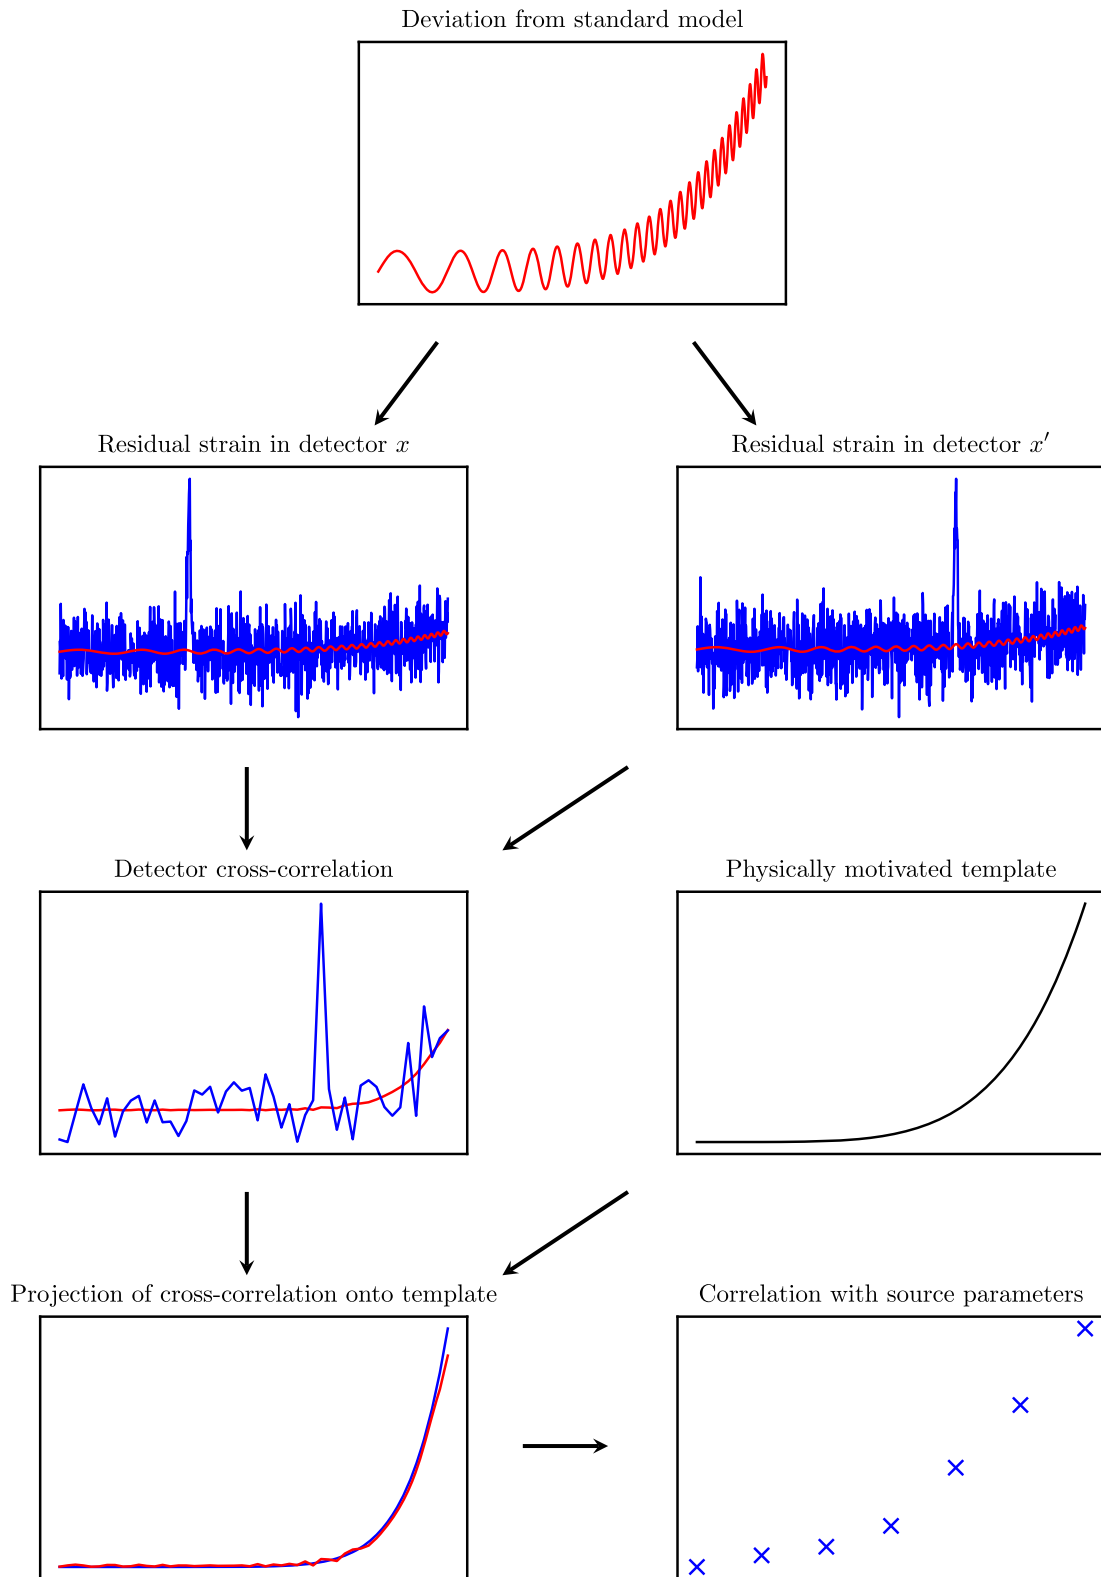 Deviation from standard model
Residual strain in detector x
Residual strain in detector x′
Detector cross-correlation
Physically motivated template
Projection of cross-correlation onto template
Correlation with source parameters